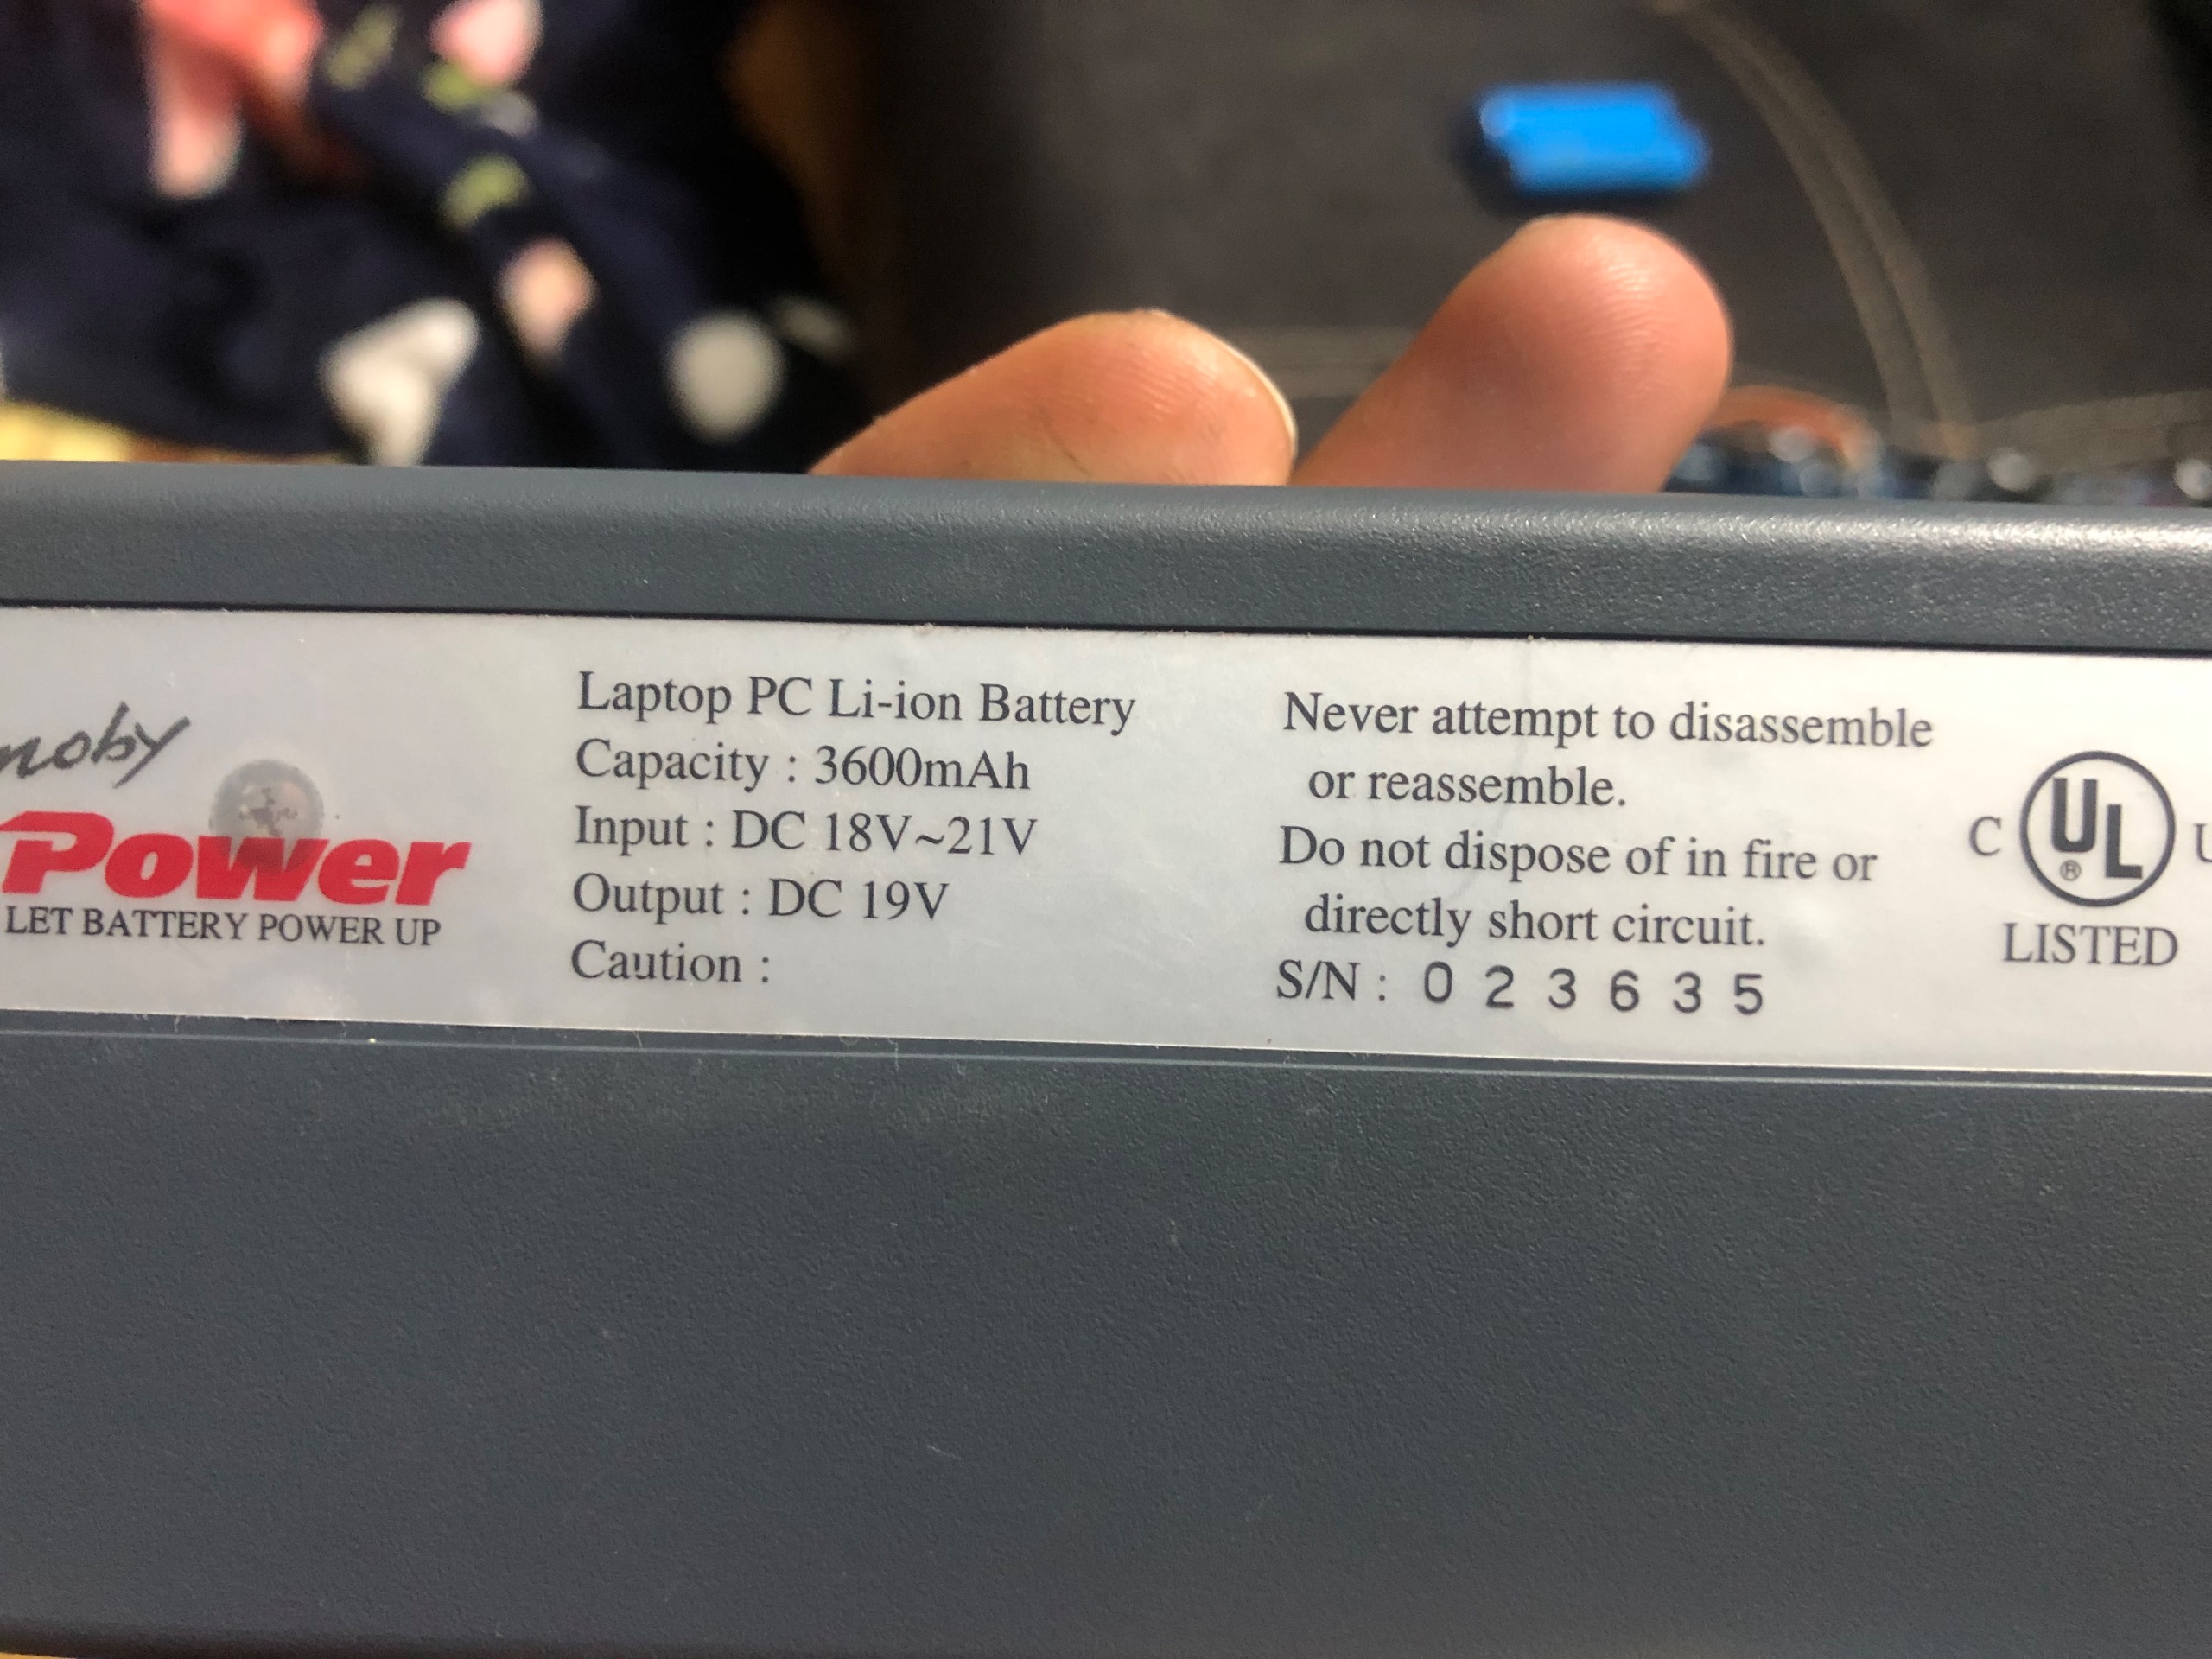 moby
Power
LET BATTERY POWER UP
Laptop PC Li-ion Battery
Capacity : 3600mAh
Input : DC 18V~21V
Output : DC 19V
Caution :
Never attempt to disassemble
or reassemble.
Do not dispose of in fire or
directly short circuit.
S/N : 0 2 3 6 3 5
C UL ® U
LISTED